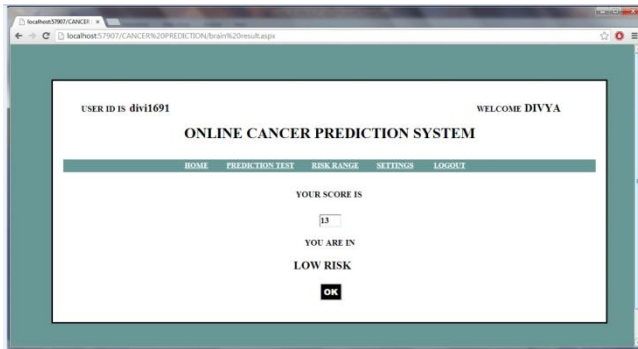 localhost:57907/CANCER
localhost:57907/CANCER%20PREDICTION/brain%20result.aspx
USER ID IS divi1691
WELCOME DIVYA
ONLINE CANCER PREDICTION SYSTEM
HOME PREDICTION TEST RISK RANGE SETTINGS LOGOUT
YOUR SCORE IS
13
YOU ARE IN
LOW RISK
OK